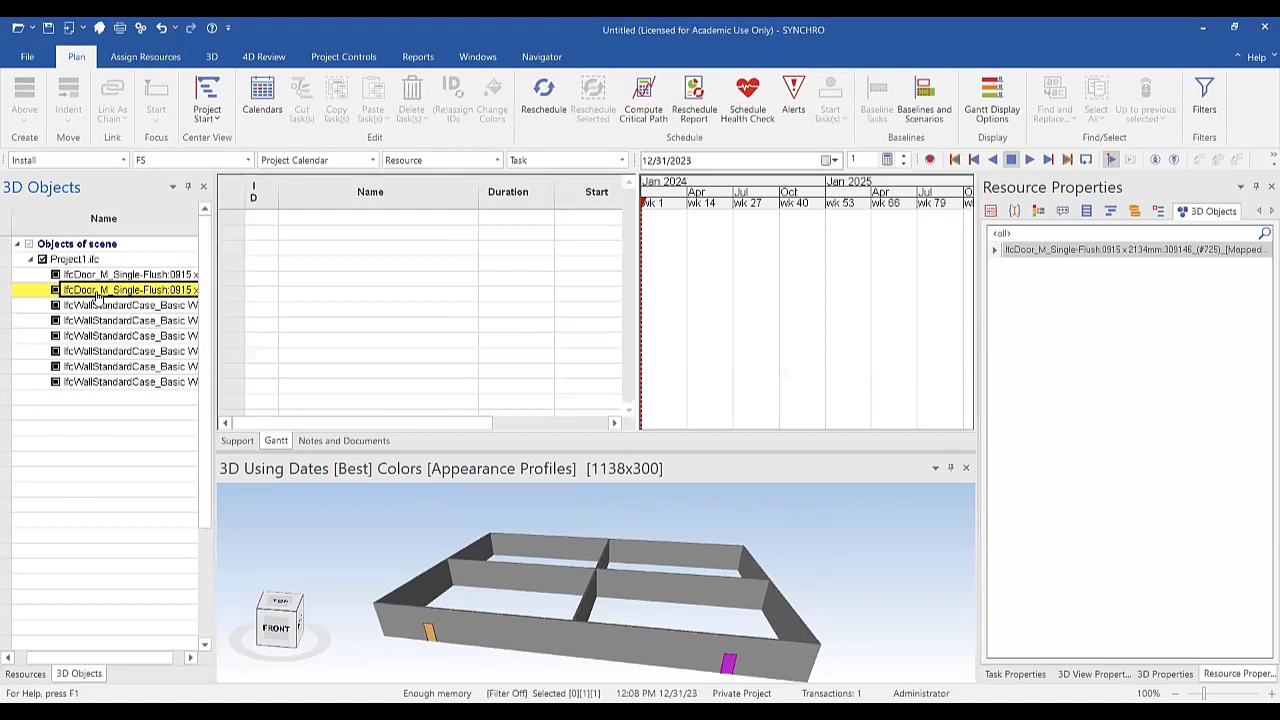 Untitled (Licensed for Academic Use Only) - SYNCHRO
File Plan Assign Resources 3D 4D Review Project Controls Reports Windows Navigator Help
Above Indent Link As Chain Start Project Start Calendars Add Task(s) Copy Task(s) Paste Task(s) Delete Task(s) (Re)assign IDs Change Colors Reschedule Reschedule Selected Compute Critical Path Reschedule Report Schedule Health Check Alerts Start Task(s) Baseline Tasks Baselines and Scenarios Gantt Display Options Find and Replace... Select All Up to previous selected Filters
Create Move Link Focus Center View Edit Schedule Baselines Display Find/Select Filters
Install FS Project Calendar Resource Task 12/31/2023 1
3D Objects
Name
Objects of scene
Project1.ifc
IfcDoor_M_Single-Flush:0915 x
IfcDoor_M_Single-Flush:0915 x
IfcWallStandardCase_Basic W
IfcWallStandardCase_Basic W
IfcWallStandardCase_Basic W
IfcWallStandardCase_Basic W
IfcWallStandardCase_Basic W
IfcWallStandardCase_Basic W
Resources 3D Objects
ID Name Duration Start
Jan 2024 Jan 2025
Apr Jul Oct Apr Jul O
wk 1 wk 14 wk 27 wk 40 wk 53 wk 66 wk 79 w
Support Gantt Notes and Documents
3D Using Dates [Best] Colors [Appearance Profiles] [1138x300]
TOP
FRONT
Resource Properties
3D Objects
<all>
IfcDoor_M_Single-Flush:0915 x 2134mm:309146_(#725)_[Mapped...
Task Properties 3D View Propert... 3D Properties Resource Proper...
For Help, press F1 Enough memory [Filter Off] Selected [0][1][1] 12:08 PM 12/31/23 Private Project Transactions: 1 Administrator 100%